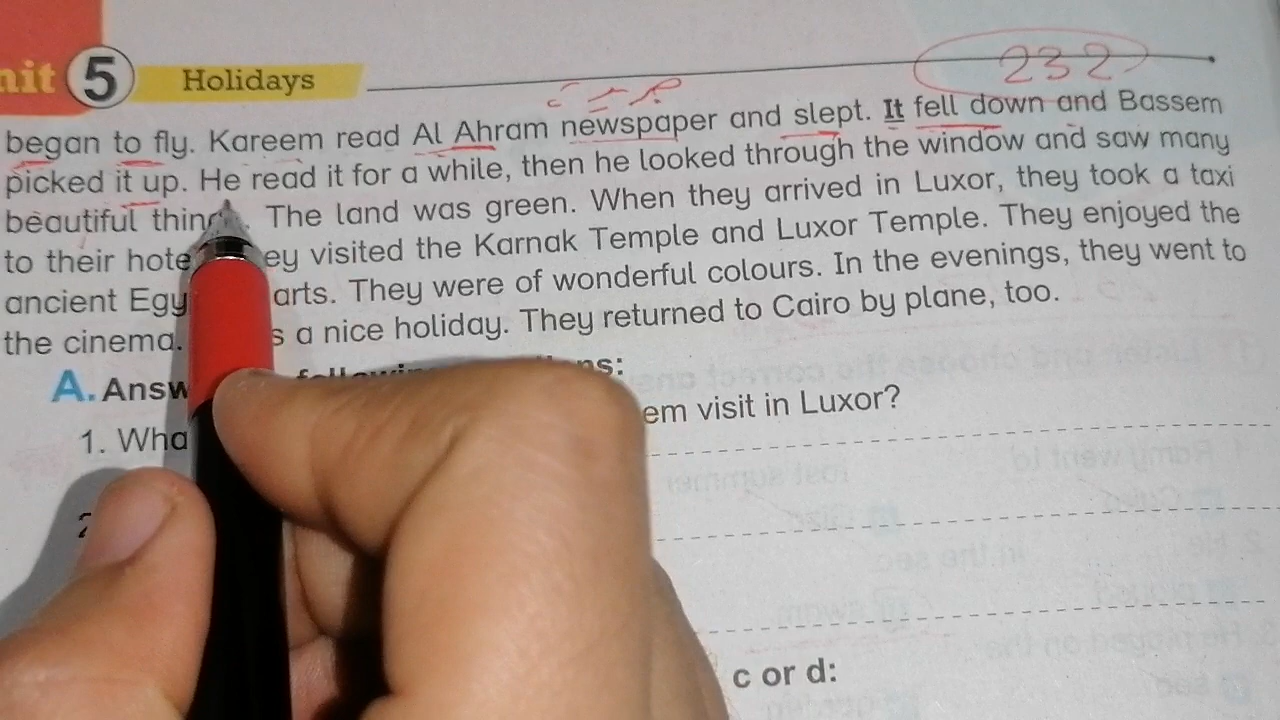 nit 5 Holidays
232
began to fly. Kareem read Al Ahram newspaper and slept. It fell down and Bassem
picked it up. He read it for a while, then he looked through the window and saw many
beautiful thin The land was green. When they arrived in Luxor, they took a taxi
to their hote ey visited the Karnak Temple and Luxor Temple. They enjoyed the
ancient Egy arts. They were of wonderful colours. In the evenings, they went to
the cinema. s a nice holiday. They returned to Cairo by plane, too.
A. Answ following ns:
1. Wha em visit in Luxor?
2
c or d: